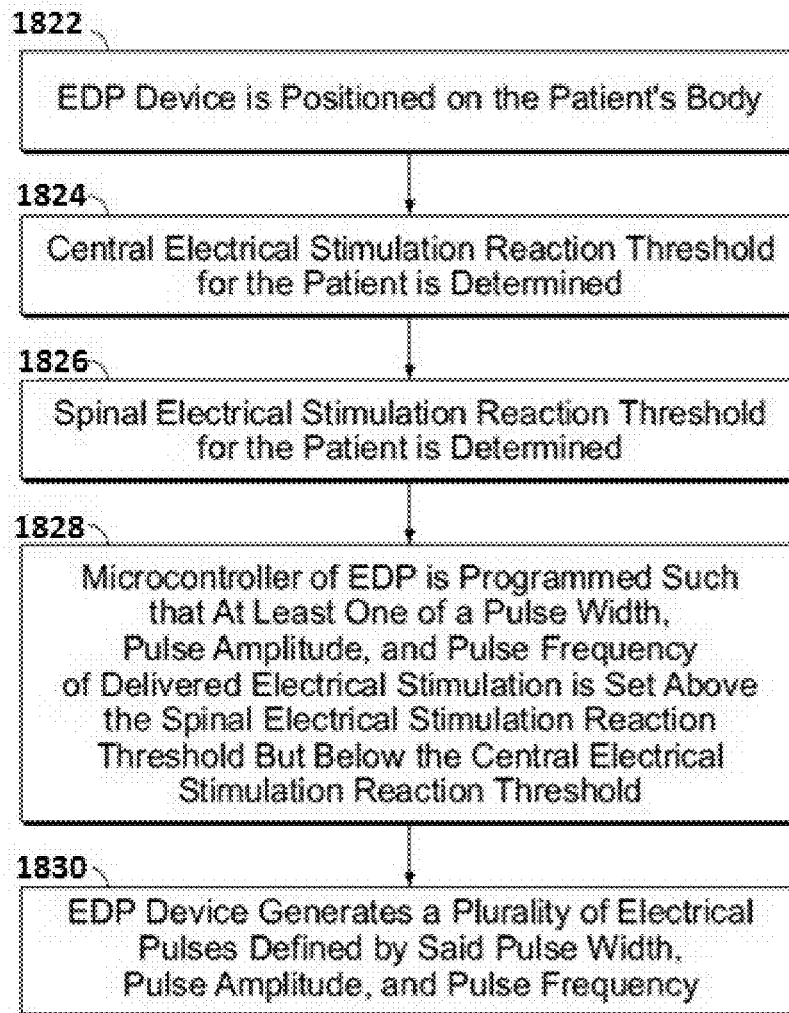 1822
EDP Device is Positioned on the Patient's Body
1824
Central Electrical Stimulation Reaction Threshold
for the Patient is Determined
1826
Spinal Electrical Stimulation Reaction Threshold
for the Patient is Determined
1828
Microcontroller of EDP is Programmed Such
that At Least One of a Pulse Width,
Pulse Amplitude, and Pulse Frequency
of Delivered Electrical Stimulation is Set Above
the Spinal Electrical Stimulation Reaction
Threshold But Below the Central Electrical
Stimulation Reaction Threshold
1830
EDP Device Generates a Plurality of Electrical
Pulses Defined by Said Pulse Width,
Pulse Amplitude, and Pulse Frequency